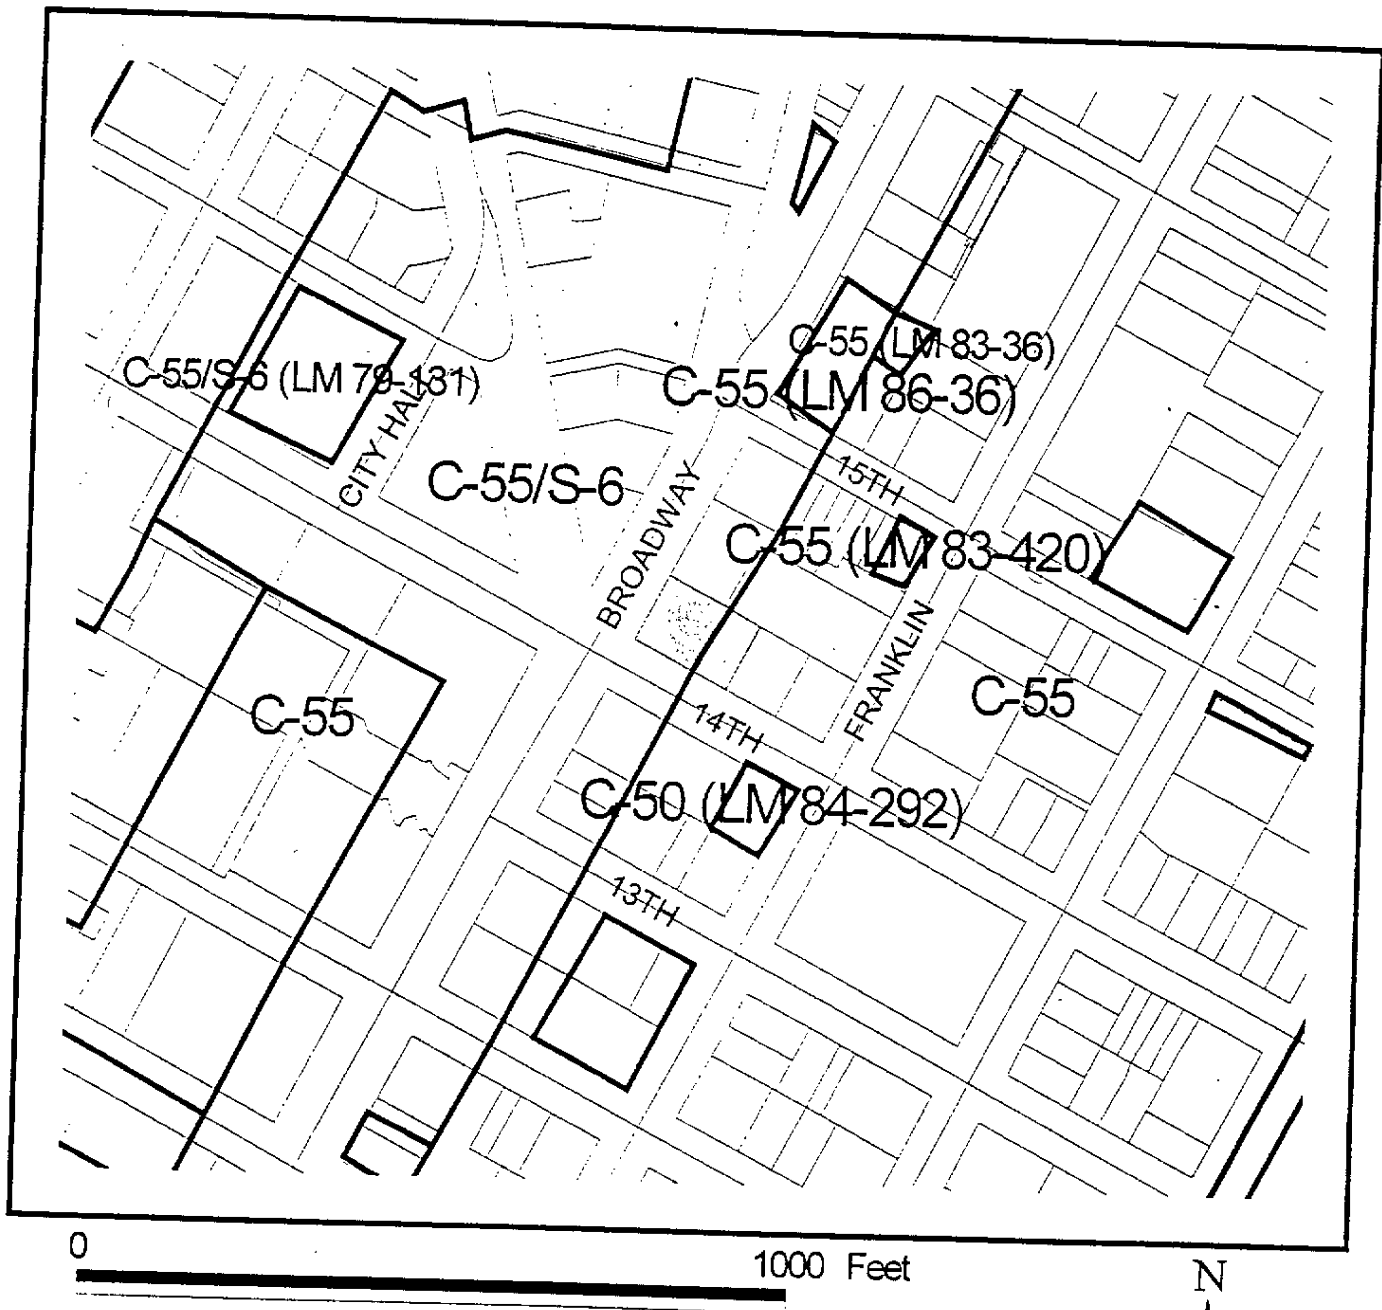 C-55 (LM 83-36)
C-55/S-6 (LM 79-131)
C-55 (LM 86-36)
CITY HALL
C-55/S-6
15TH
BROADWAY
C-55 (LM 83-420)
FRANKLIN
C-55
C-55
14TH
C-50 (LM 84-292)
13TH
0
1000 Feet
N